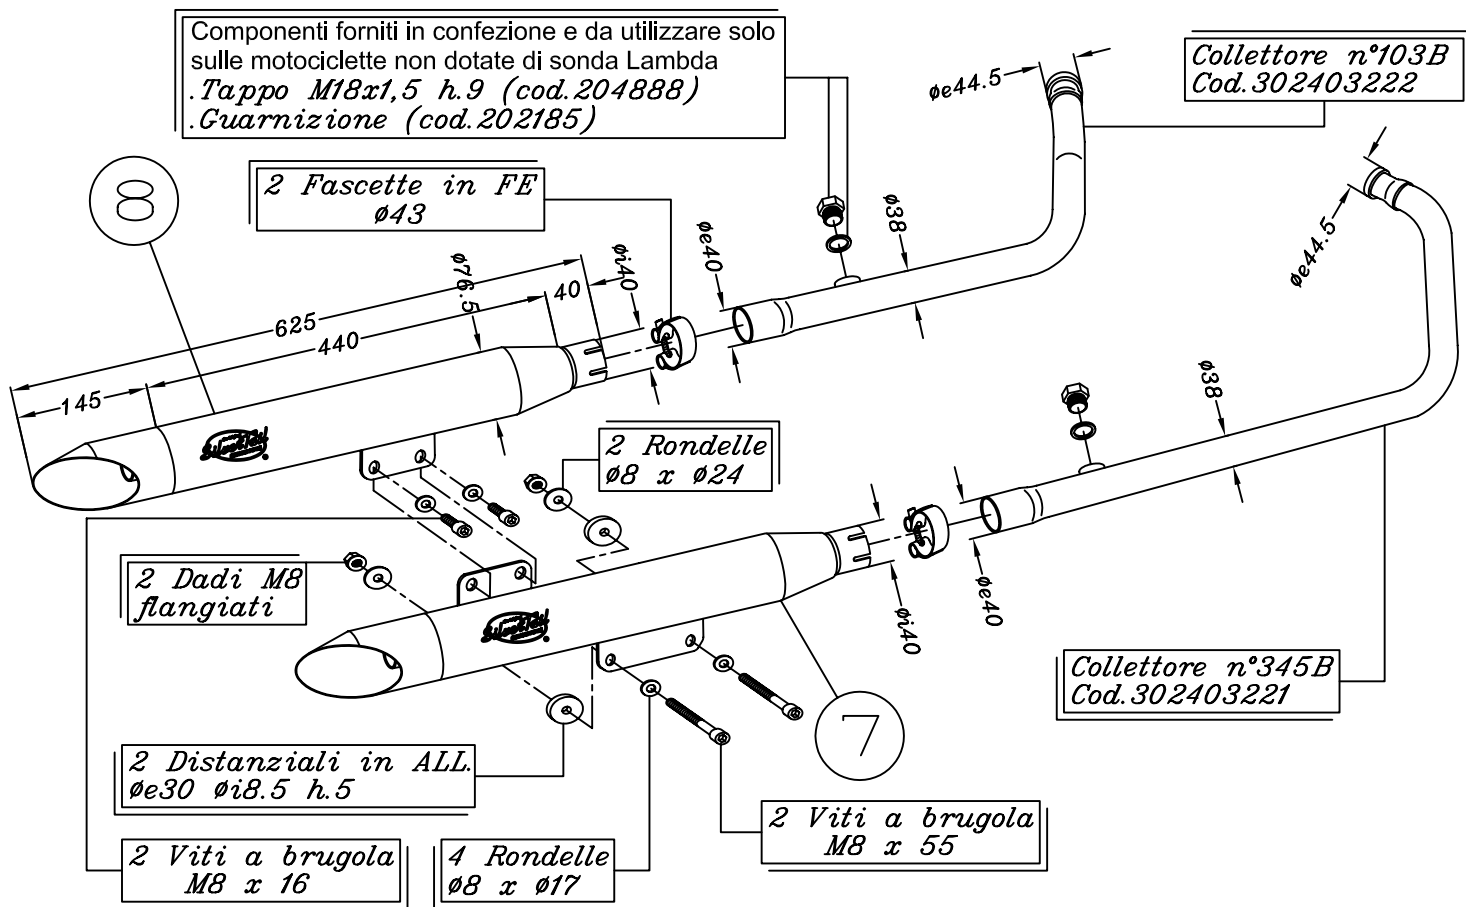 Componenti forniti in confezione e da utilizzare solo
sulle motociclette non dotate di sonda Lambda
.Tappo M18x1,5 h.9 (cod.204888)
.Guarnizione (cod.202185)
Collettore n°103B
Cod.302403222
øe44.5
8
2 Fascette in FE
ø43
ø38
øe40
øi40
ø76.5
40
625
440
145
øe44.5
Silvertail
®
2 Rondelle
ø8 x ø24
ø38
2 Dadi M8
flangiati
Silvertail
®
øe40
øi40
Collettore n°345B
Cod.302403221
7
2 Distanziali in ALL.
øe30 øi8.5 h.5
2 Viti a brugola
M8 x 55
2 Viti a brugola
M8 x 16
4 Rondelle
ø8 x ø17